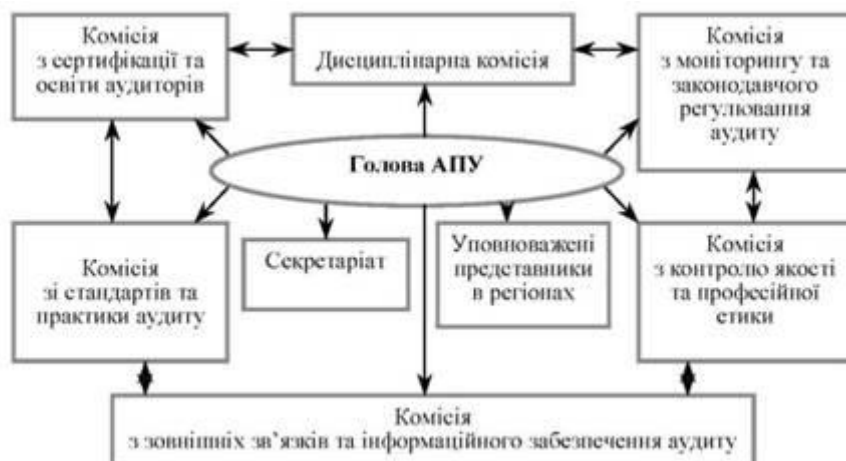 Комісія
з сертифікації та
освіти аудиторів
Дисциплінарна комісія
Комісія
з моніторингу та
законодавчого
регулювання
аудиту
Голова АПУ
Комісія
зі стандартів та
практики аудиту
Секретаріат
Уповноважені
представники
в регіонах
Комісія
з контролю якості
та професійної
етики
Комісія
з зовнішніх зв’язків та інформаційного забезпечення аудиту